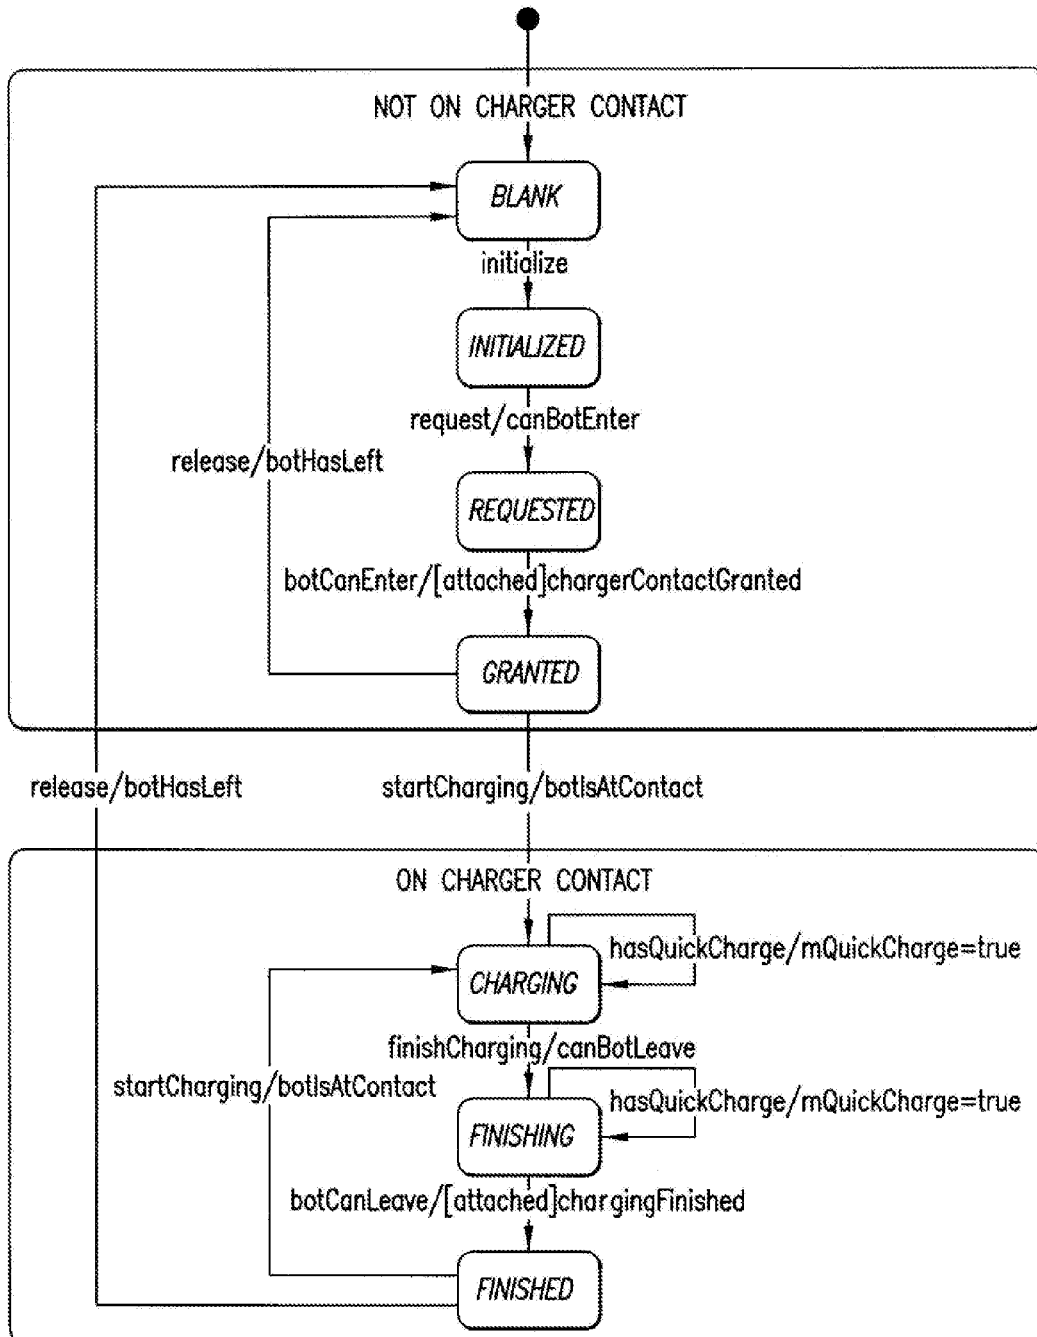 NOT ON CHARGER CONTACT
BLANK
initialize
INITIALIZED
request/canBotEnter
release/botHasLeft
REQUESTED
botCanEnter/[attached]chargerContactGranted
GRANTED
release/botHasLeft
startCharging/botIsAtContact
ON CHARGER CONTACT
hasQuickCharge/mQuickCharge=true
CHARGING
finishCharging/canBotLeave
startCharging/botIsAtContact
hasQuickCharge/mQuickCharge=true
FINISHING
botCanLeave/[attached]chargingFinished
FINISHED